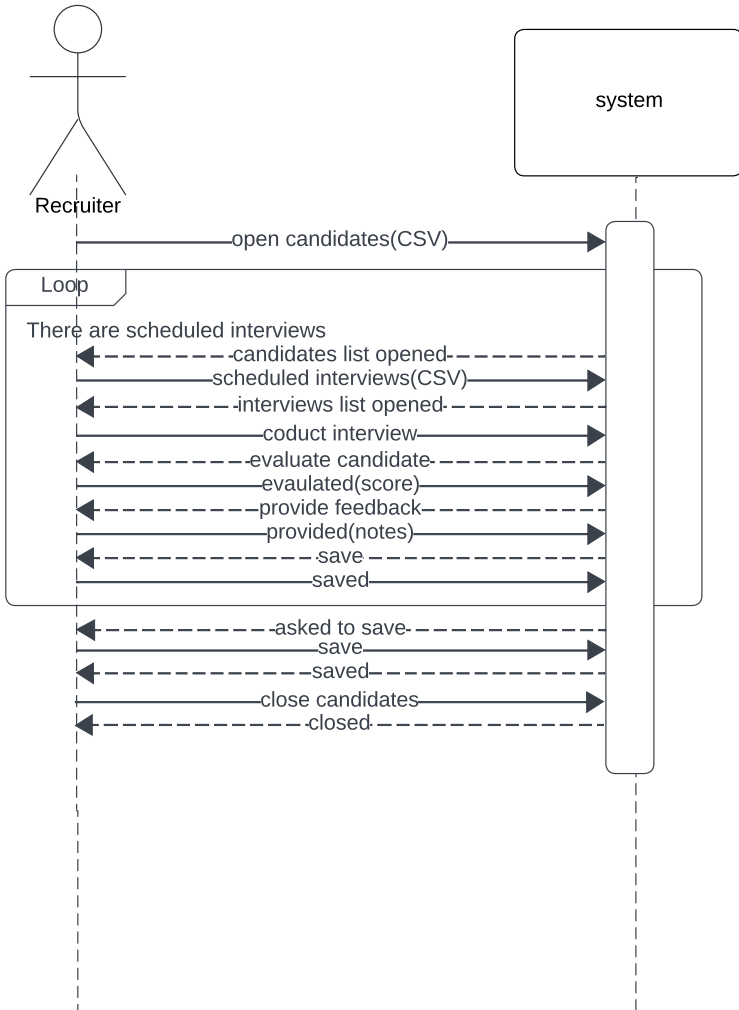 system
Recruiter
open candidates(CSV)
Loop
There are scheduled interviews
candidates list opened
scheduled interviews(CSV)
interviews list opened
coduct interview
evaluate candidate
evaulated(score)
provide feedback
provided(notes)
save
saved
asked to save
save
saved
close candidates
closed